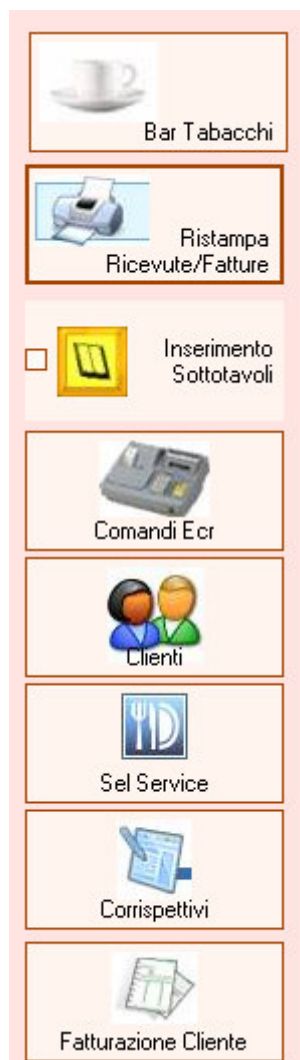 Bar Tabacchi
Ristampa
Ricevute/Fatture
Inserimento
Sottotavoli
Comandi Ecr
Clienti
Sel Service
Corrispettivi
Fatturazione Cliente